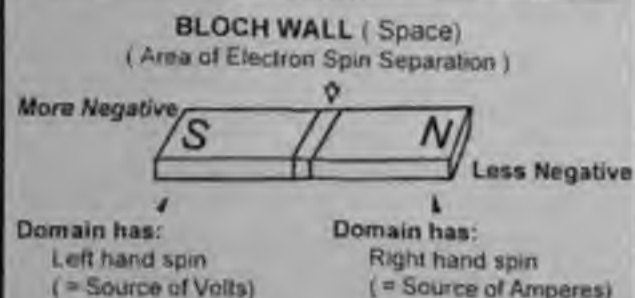 BLOCH WALL ( Space)
( Area of Electron Spin Separation )
More Negative
S
N
Less Negative
Domain has:
Left hand spin
( = Source of Volts)
Domain has:
Right hand spin
( = Source of Amperes)